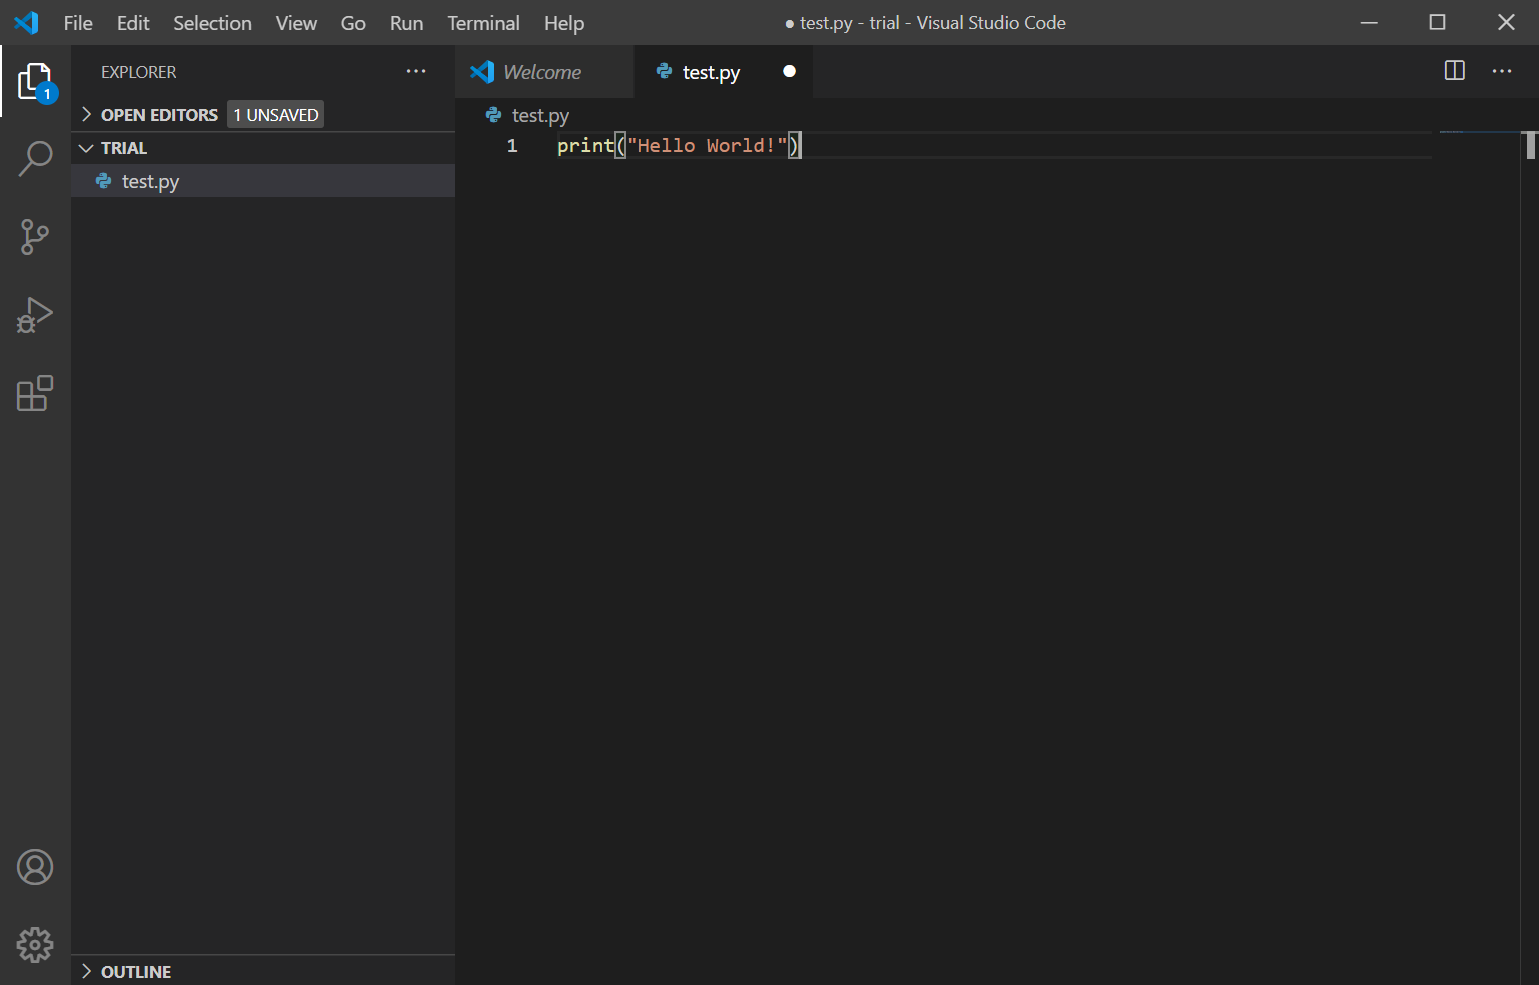 File Edit Selection View Go Run Terminal Help ● test.py - trial - Visual Studio Code
EXPLORER
1
OPEN EDITORS 1 UNSAVED
TRIAL
test.py
OUTLINE
Welcome test.py
test.py
1 print("Hello World!")